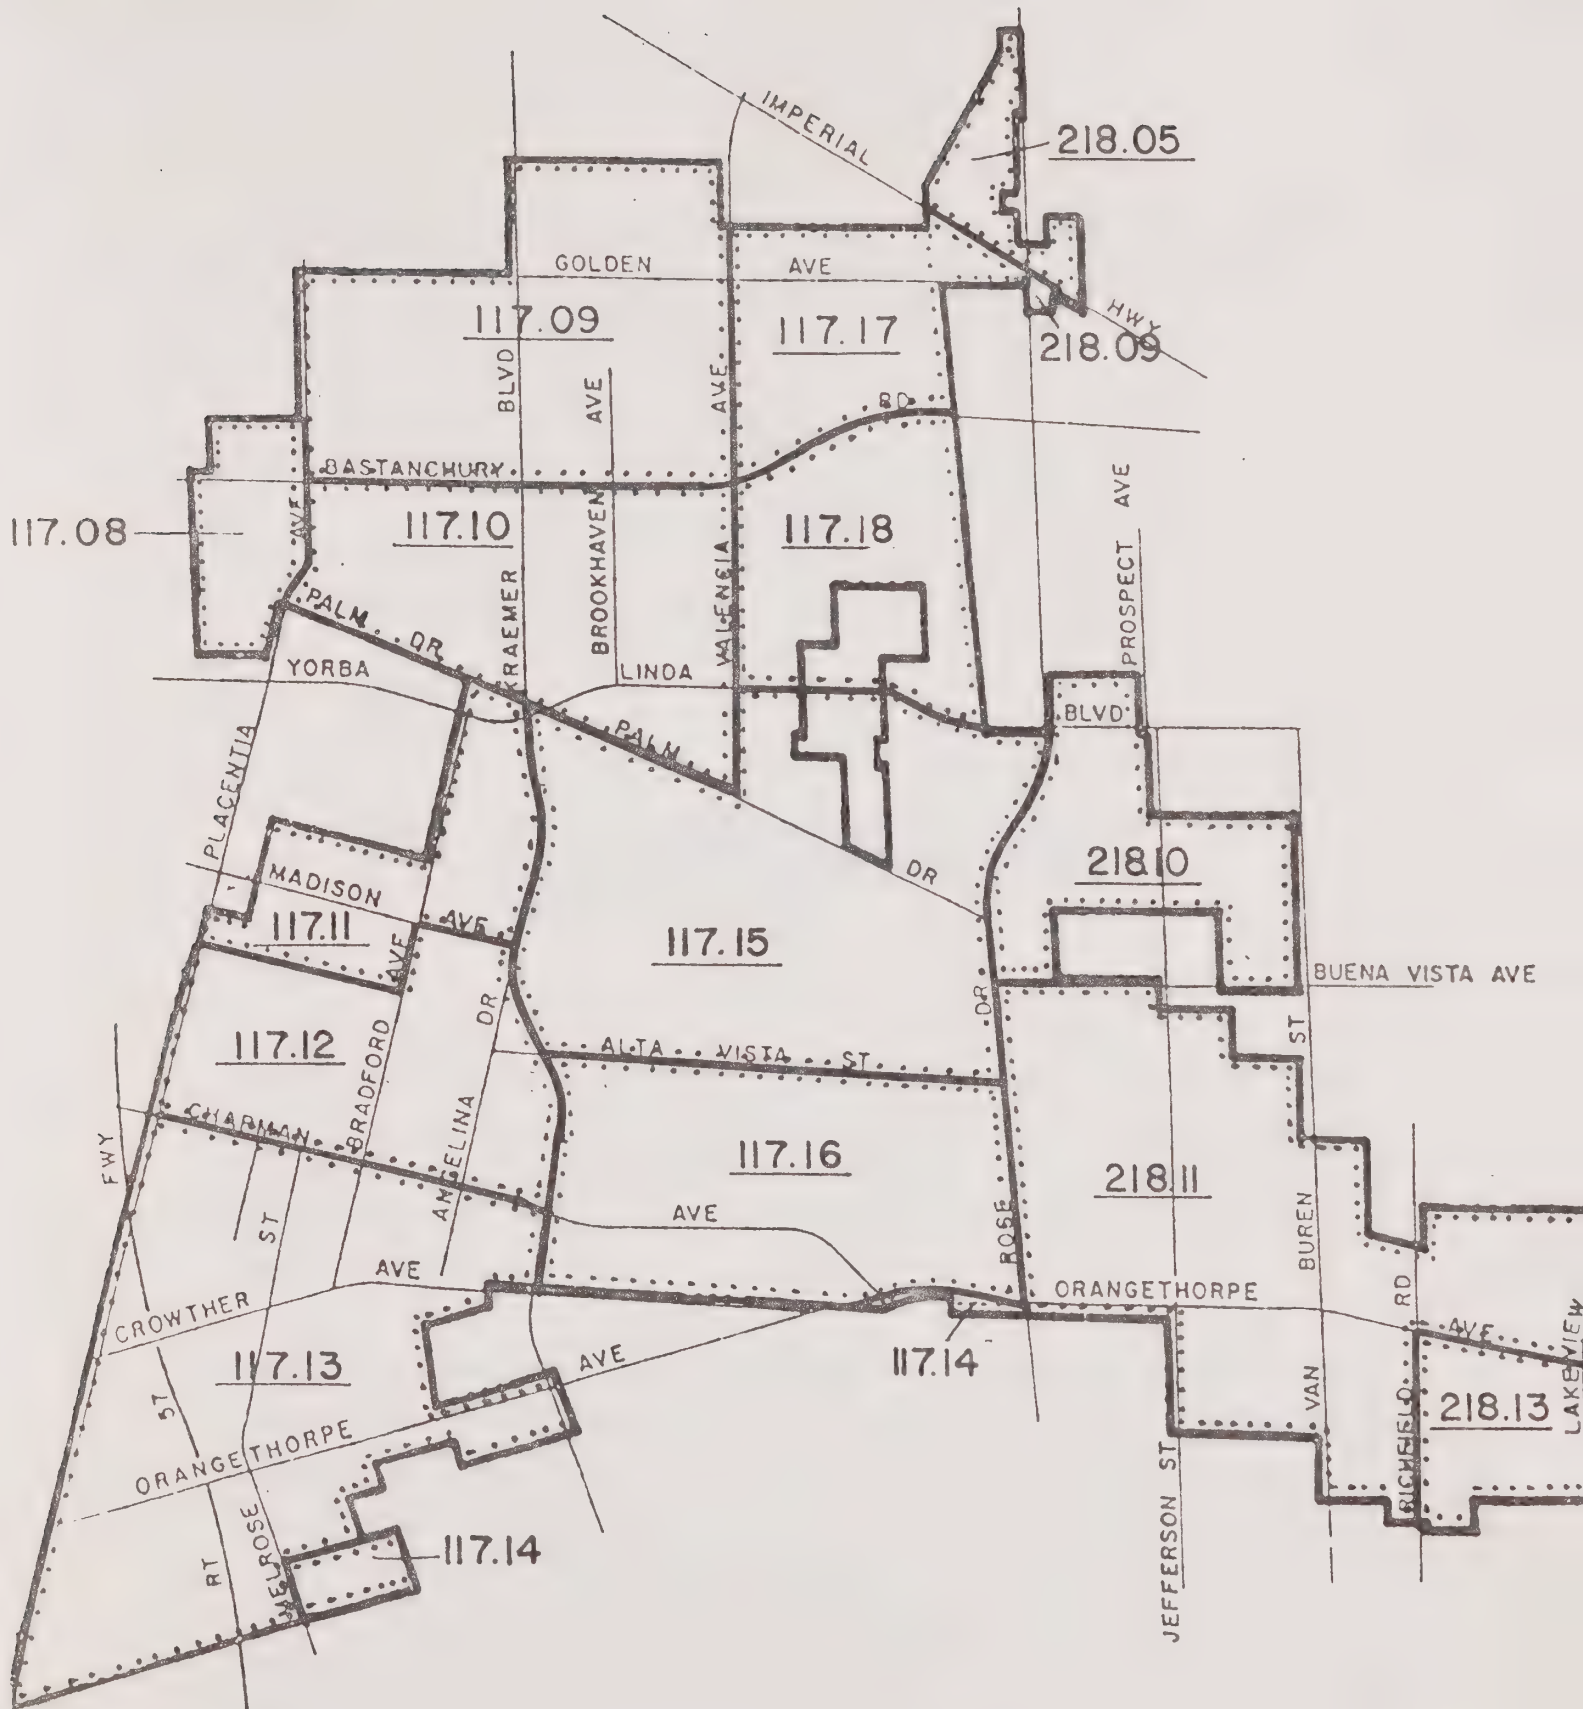 IMPERIAL
HWY
218.05
GOLDEN AVE
117.09
117.17
218.09
BLVD
AVE
AVE
RD
BASTANCHURY
117.08
AVE
117.10
117.18
KRAEMER
BROOKHAVEN
VALENCIA
PROSPECT AVE
PALM DR
YORBA
LINDA
BLVD
PALM
DR
PLACENTIA
MADISON AVE
218.10
117.11
AVE
117.15
DR
DR
BUENA VISTA AVE
117.12
BRADFORD
ALTA VISTA ST
ST
CHAPMAN
ANGELINA
117.16
218.11
FWY
ST
AVE
ROSE
BUREN
AVE
ORANGETHORPE
RD
CROWTHER
AVE
LAKEVIEW
117.13
AVE
117.14
57
VAN
RICHFIELD
218.13
ORANGETHORPE
RT
MELROSE
117.14
JEFFERSON ST